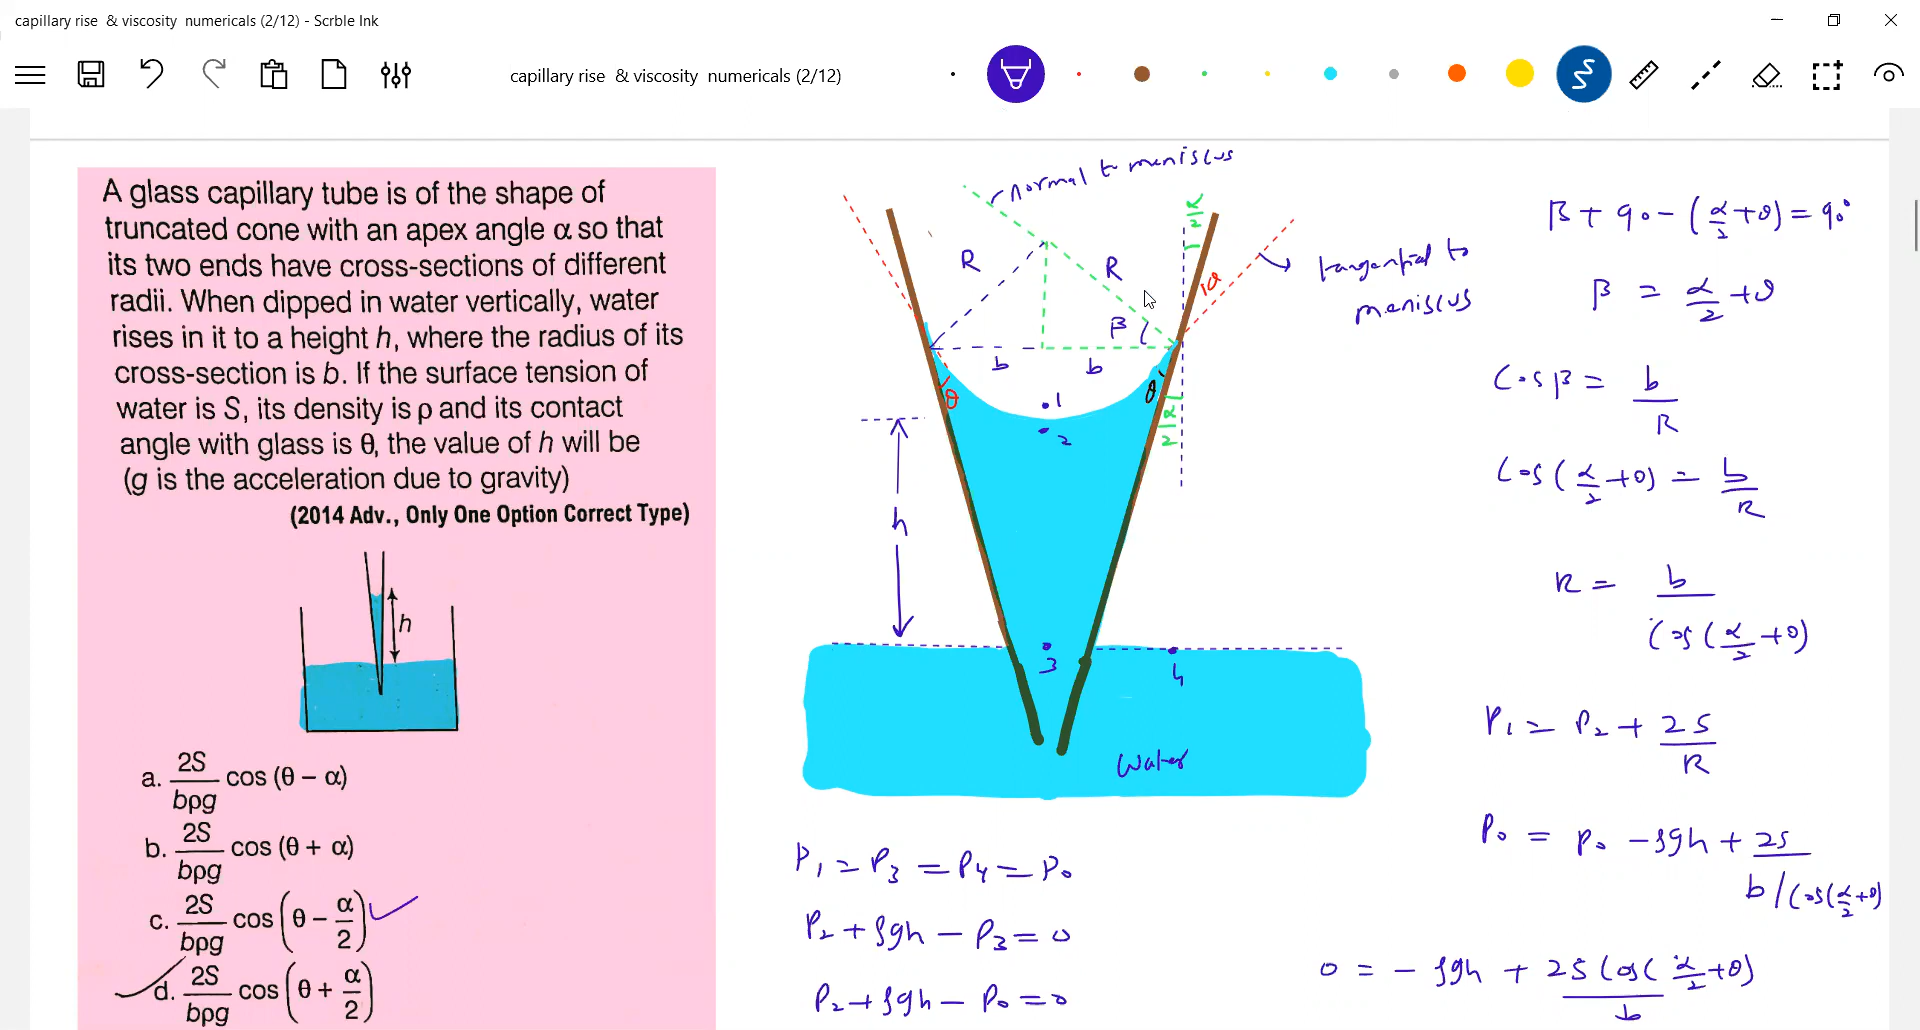 capillary rise & viscosity numericals (2/12) - Scrble Ink
capillary rise & viscosity numericals (2/12)
A glass capillary tube is of the shape of
truncated cone with an apex angle α so that
its two ends have cross-sections of different
radii. When dipped in water vertically, water
rises in it to a height h, where the radius of its
cross-section is b. If the surface tension of
water is S, its density is ρ and its contact
angle with glass is θ, the value of h will be
(g is the acceleration due to gravity)
(2014 Adv., Only One Option Correct Type)
h
a. 2S/bρg cos (θ – α)
b. 2S/bρg cos (θ + α)
c. 2S/bρg cos (θ – α/2)
d. 2S/bρg cos (θ + α/2)
normal to meniscus
α/2
R
R
θ
tangential to
meniscus
β
b
b
θ
θ
α/2
1
2
h
3
4
Water
P₁ = P₃ = P₄ = P₀
P₂ + ρgh – P₃ = 0
P₂ + ρgh – P₀ = 0
β + 90 – (α/2 + θ) = 90°
β = α/2 + θ
Cos β = b/R
Cos (α/2 + θ) = b/R
R = b/Cos (α/2 + θ)
P₁ = P₂ + 2S/R
P₀ = P₀ – ρgh + 2S/b/Cos(α/2 + θ)
0 = – ρgh + 2S Cos( α/2 + θ)/b